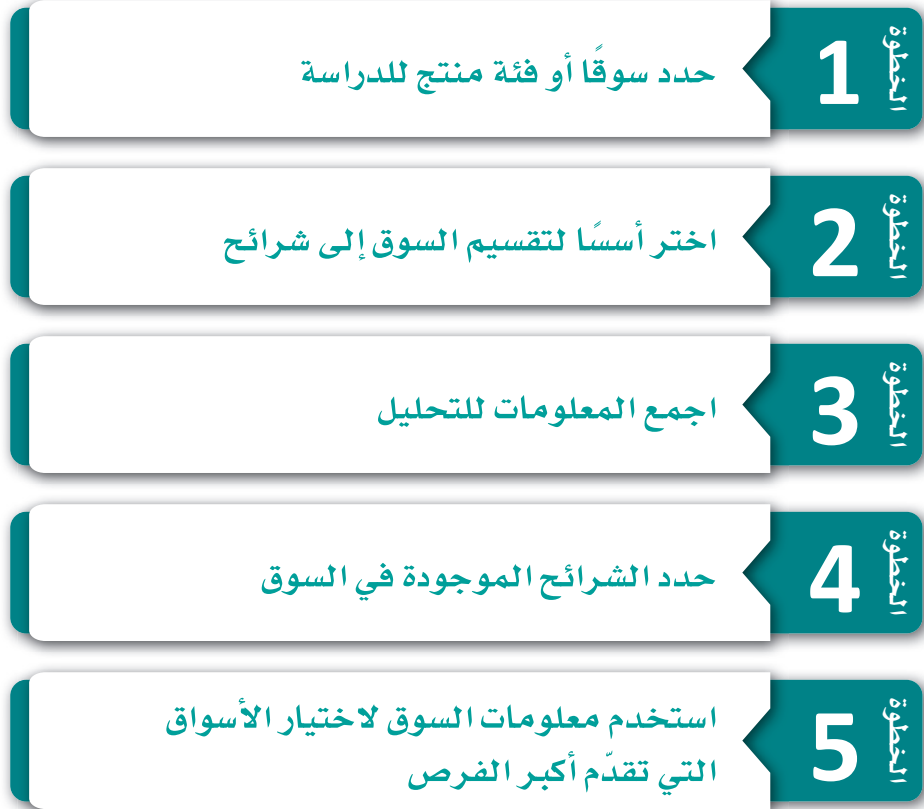 الخطوة
1
حدد سوقًا أو فئة منتج للدراسة
الخطوة
2
اختر أسسًا لتقسيم السوق إلى شرائح
الخطوة
3
اجمع المعلومات للتحليل
الخطوة
4
حدد الشرائح الموجودة في السوق
الخطوة
5
استخدم معلومات السوق لاختيار الأسواق
التي تقدّم أكبر الفرص